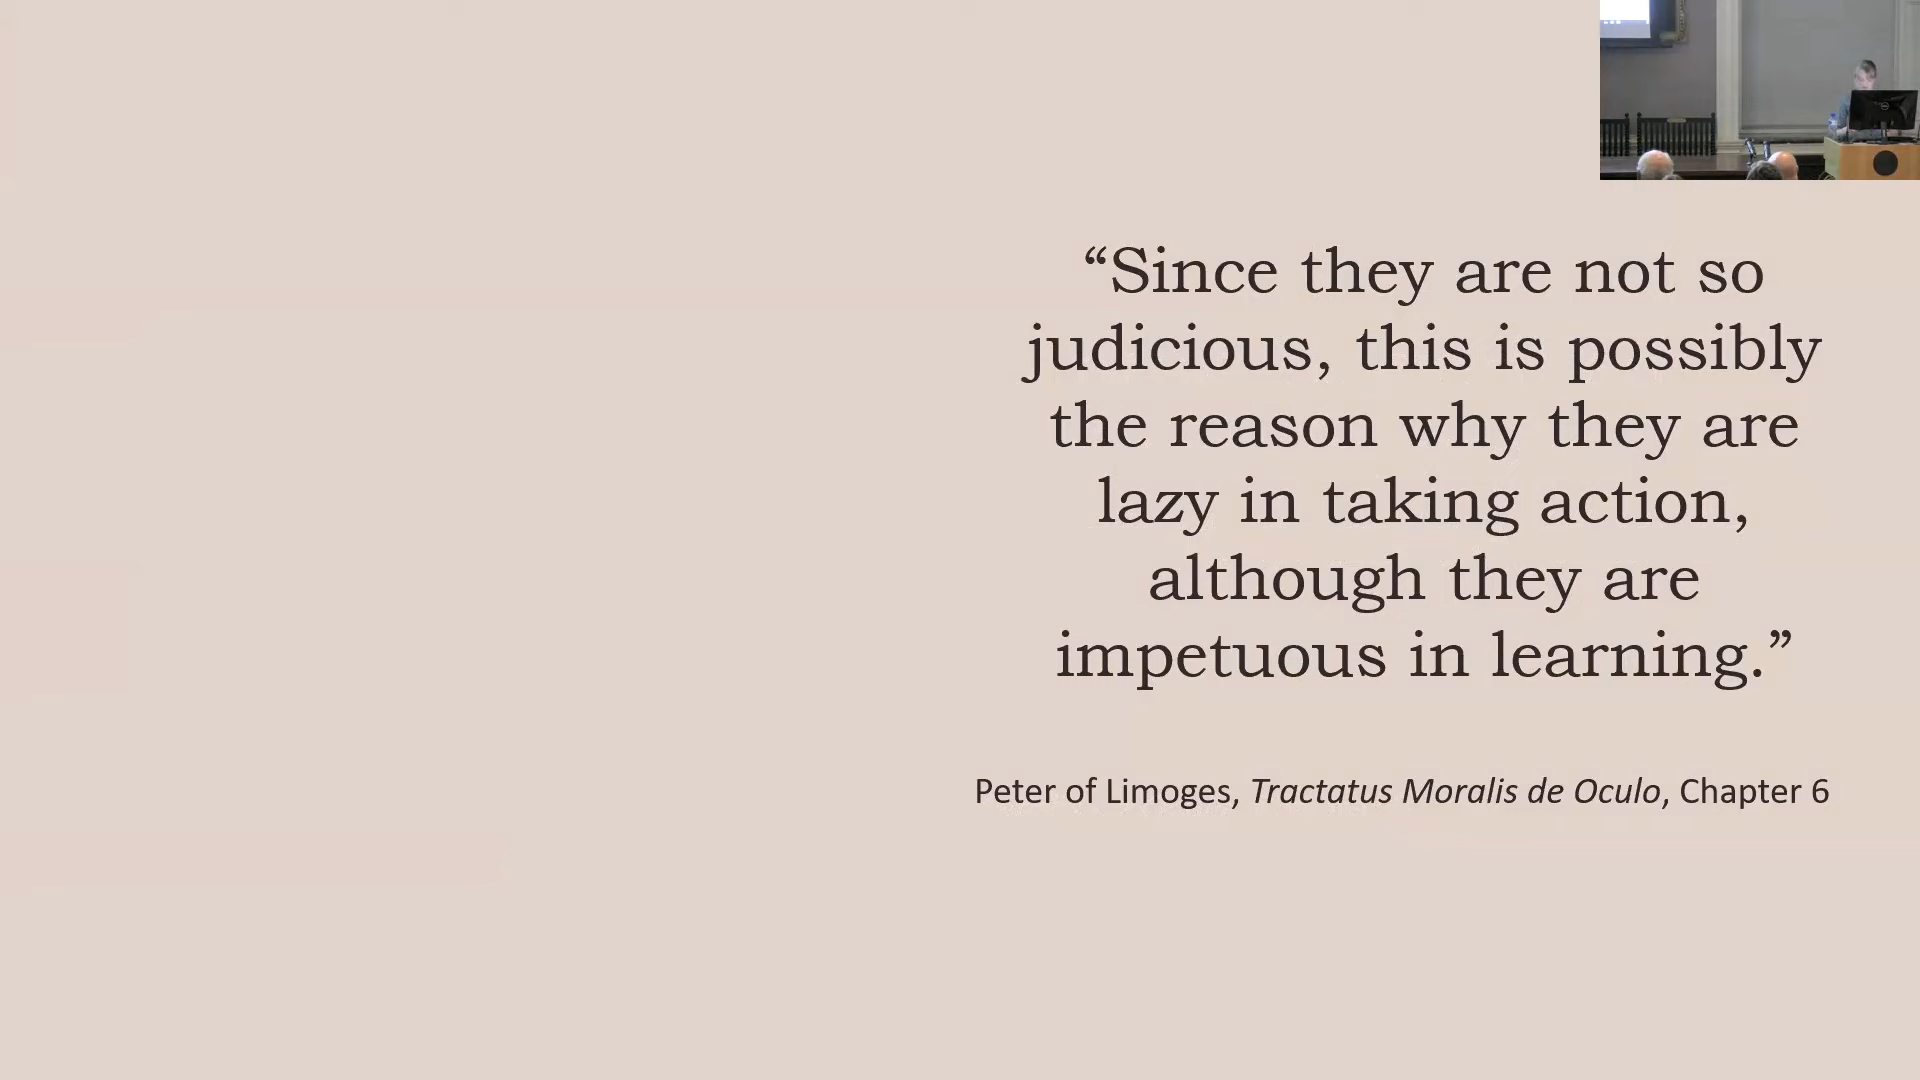 “Since they are not so
judicious, this is possibly
the reason why they are
lazy in taking action,
although they are
impetuous in learning.”
Peter of Limoges, Tractatus Moralis de Oculo, Chapter 6